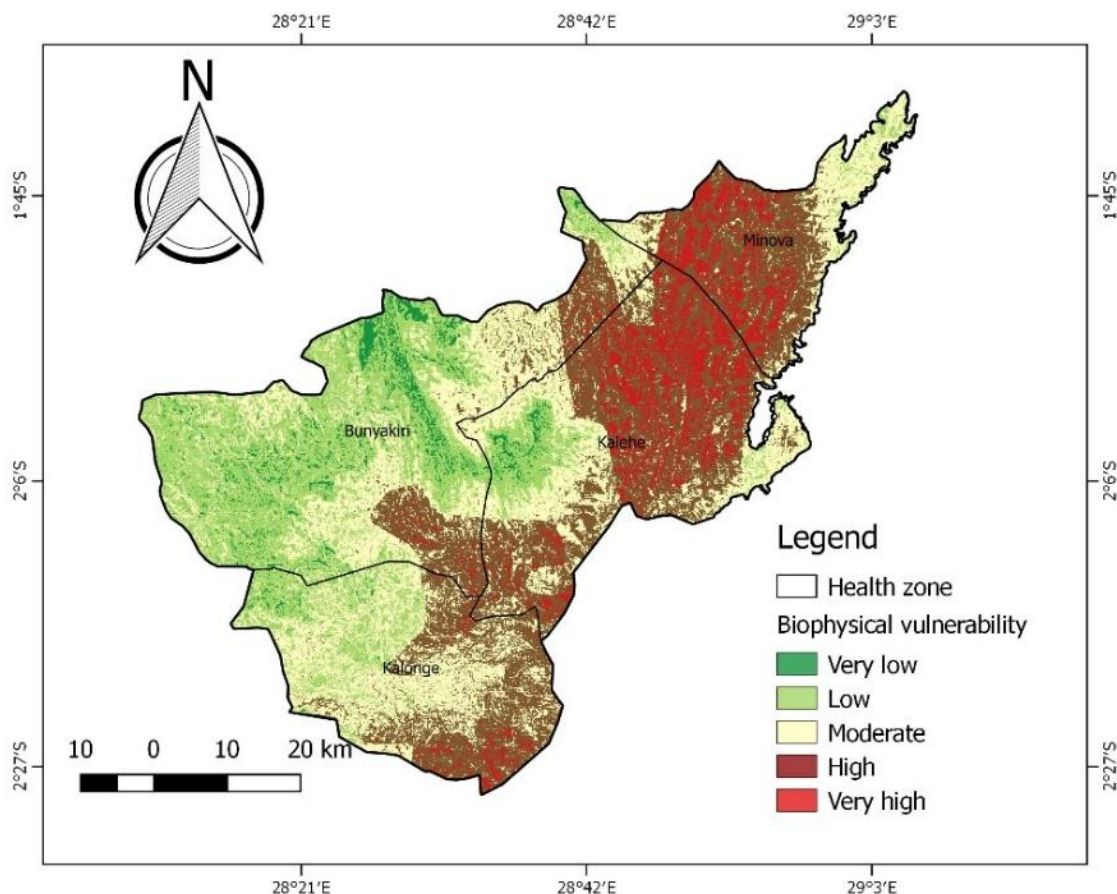 28°21′E 28°42′E 29°3′E
N
1°45′S 1°45′S
Minova
Bunyakiri
Kalehe
2°6′S 2°6′S
Legend
Health zone
Biophysical vulnerability
Very low
Kalonge
Low
Moderate
10 0 10 20 km
High
2°27′S 2°27′S
Very high
28°21′E 28°42′E 29°3′E